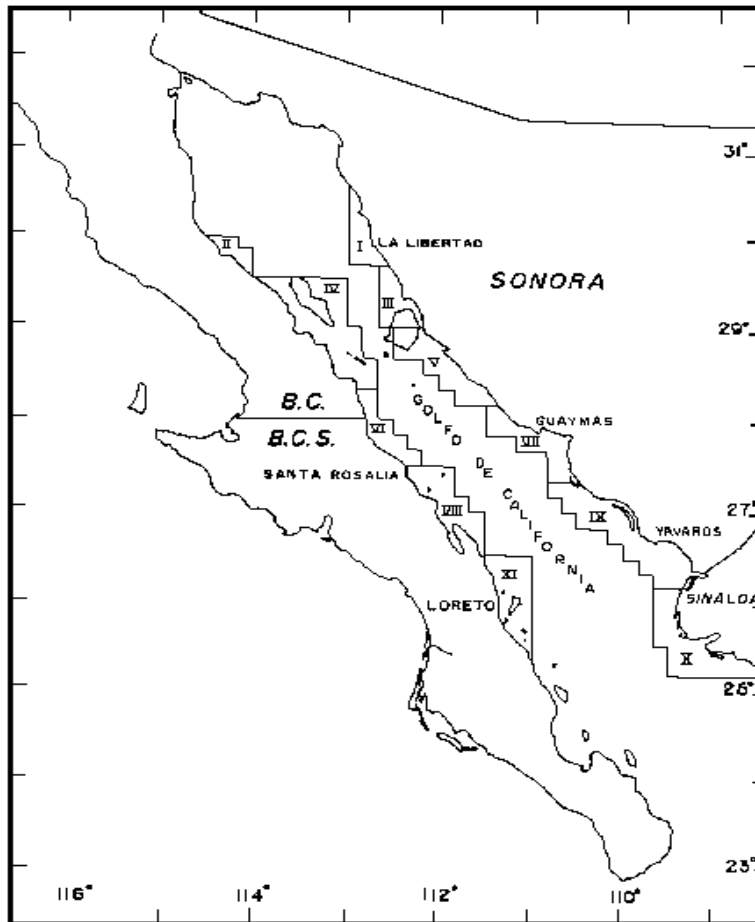 31°
II
I
LA LIBERTAD
SONORA
IV
III
29°
V
B.C.
GOLFO DE CALIFORNIA
GUAYMAS
B.C.S.
VI
VII
SANTA ROSALIA
27°
VIII
IX
YAVAROS
XI
SINALOA
LORETO
X
25°
23°
116°
114°
112°
110°